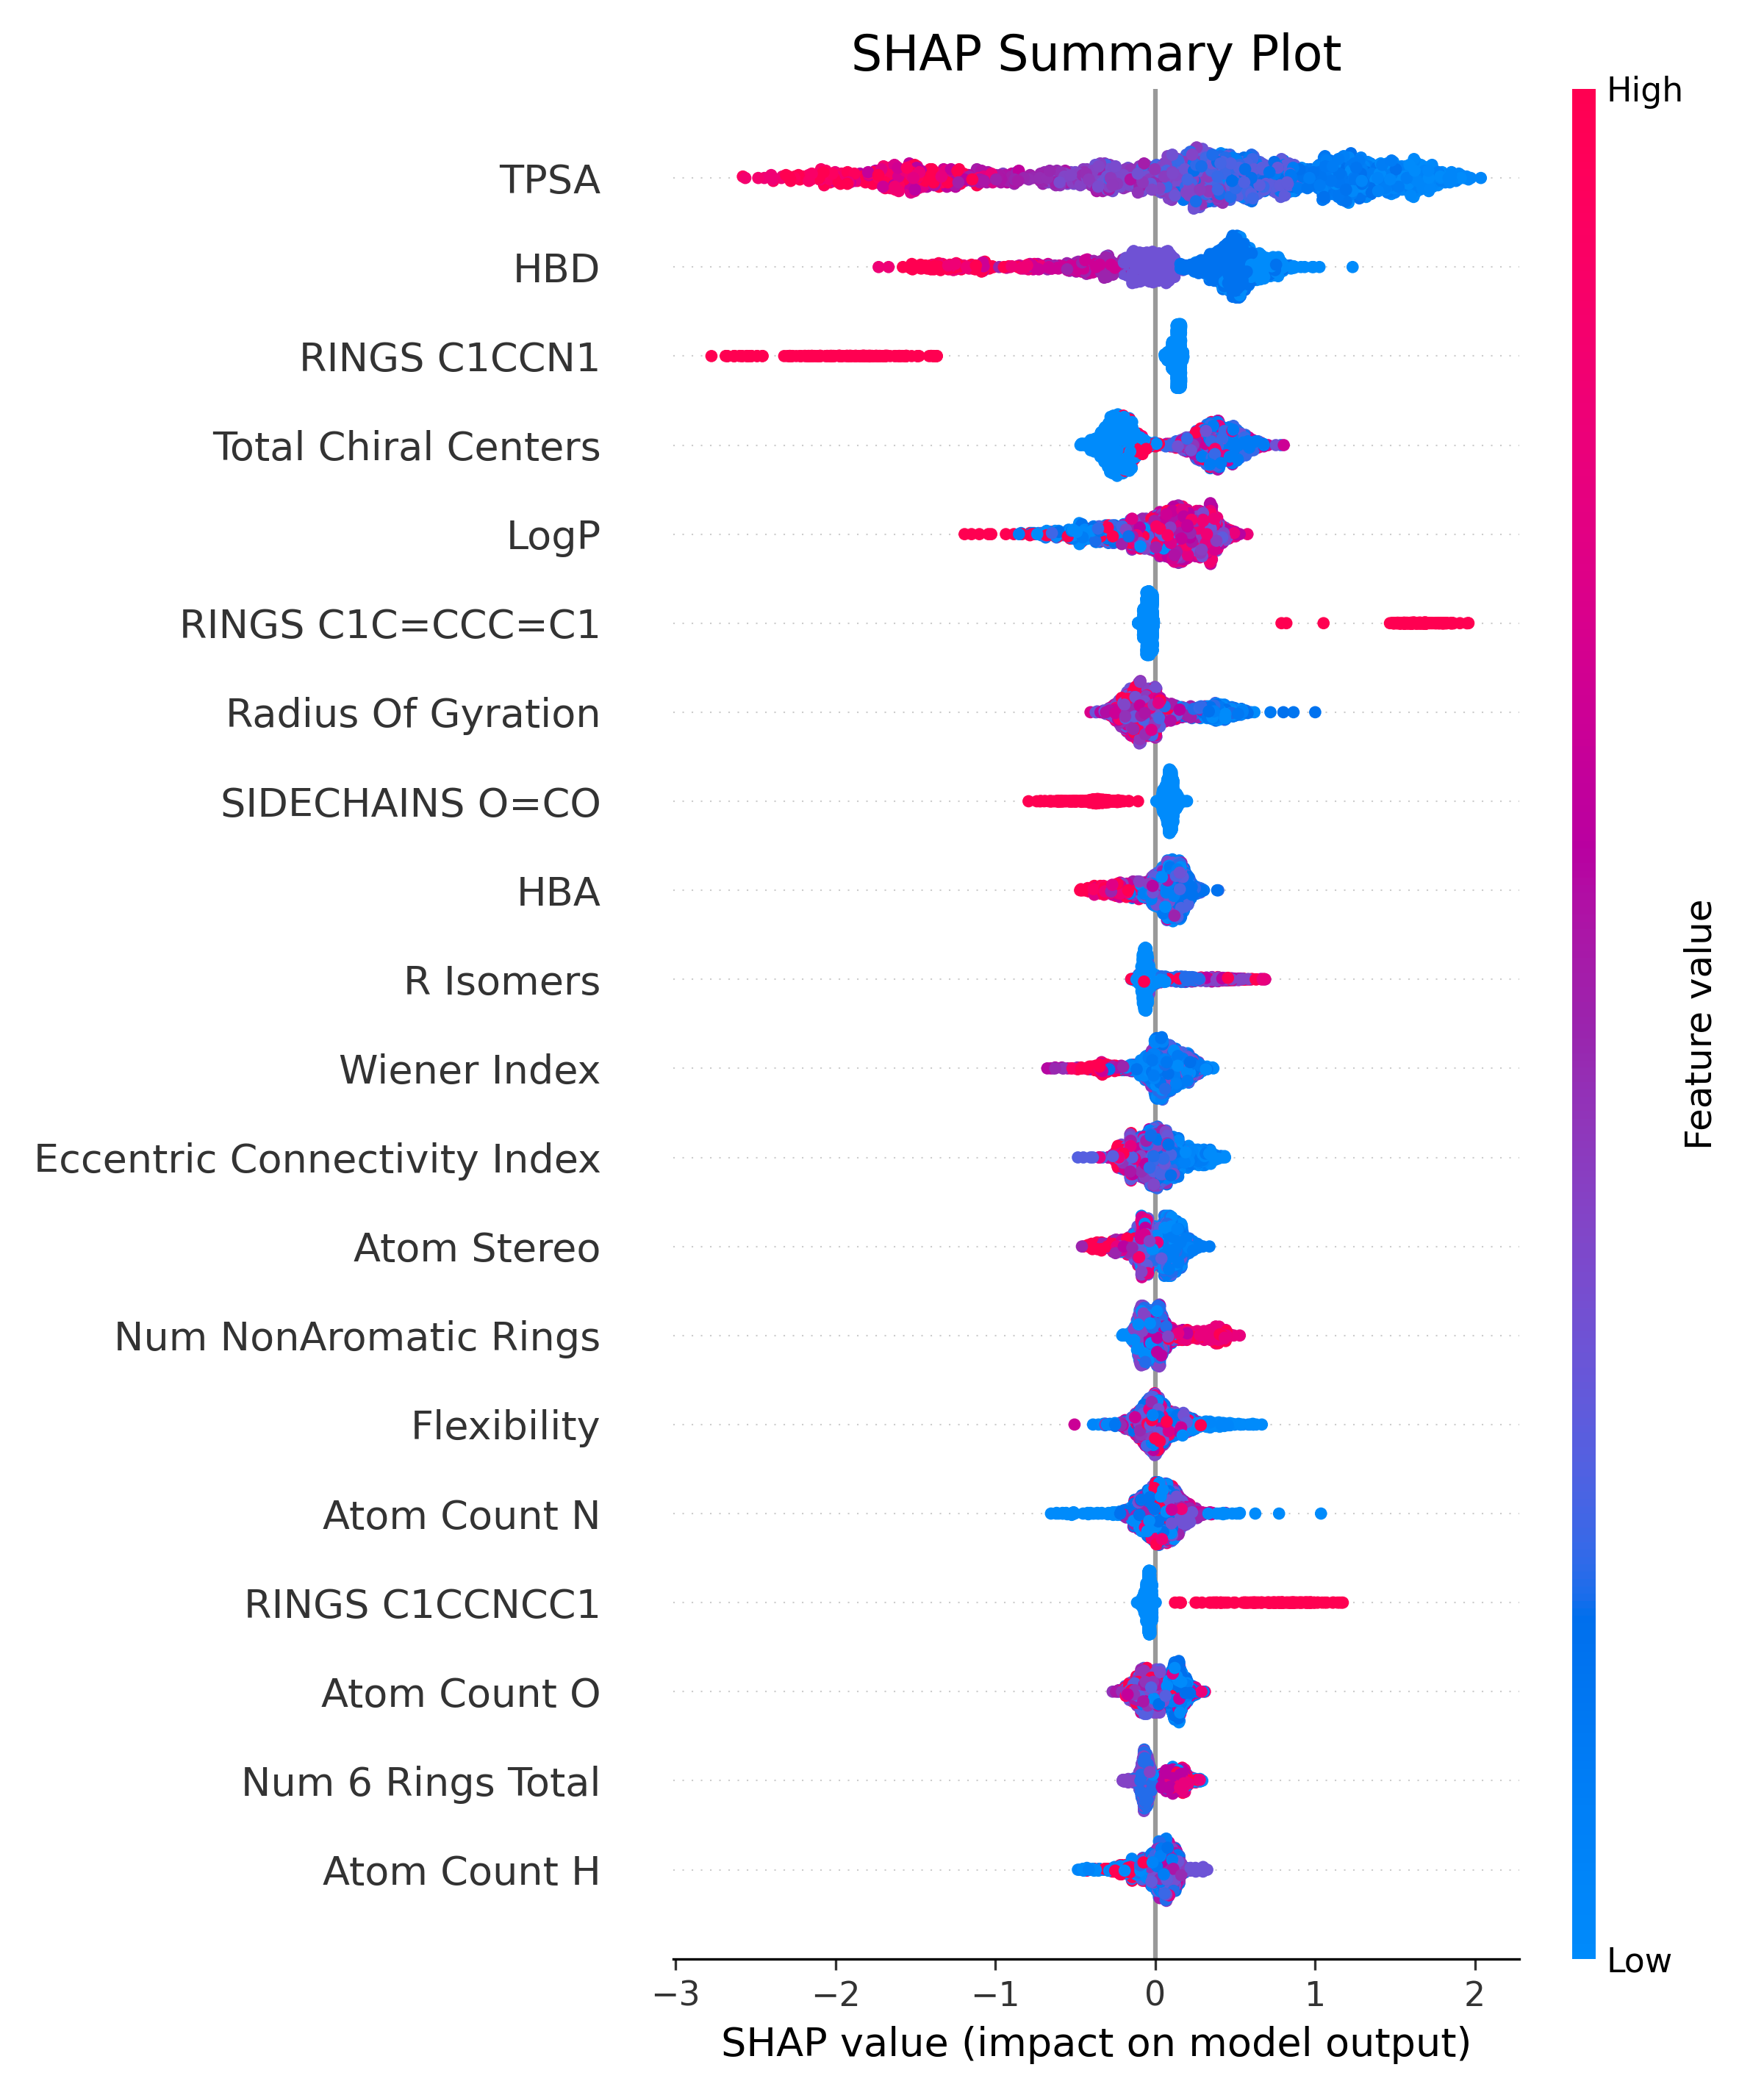 SHAP Summary Plot
High
TPSA
HBD
RINGS C1CCN1
Total Chiral Centers
LogP
RINGS C1C=CCC=C1
Radius Of Gyration
SIDECHAINS O=CO
HBA
R Isomers
Wiener Index
Eccentric Connectivity Index
Atom Stereo
Num NonAromatic Rings
Flexibility
Atom Count N
RINGS C1CCNCC1
Atom Count O
Num 6 Rings Total
Atom Count H
Feature value
Low
−3 −2 −1 0 1 2
SHAP value (impact on model output)